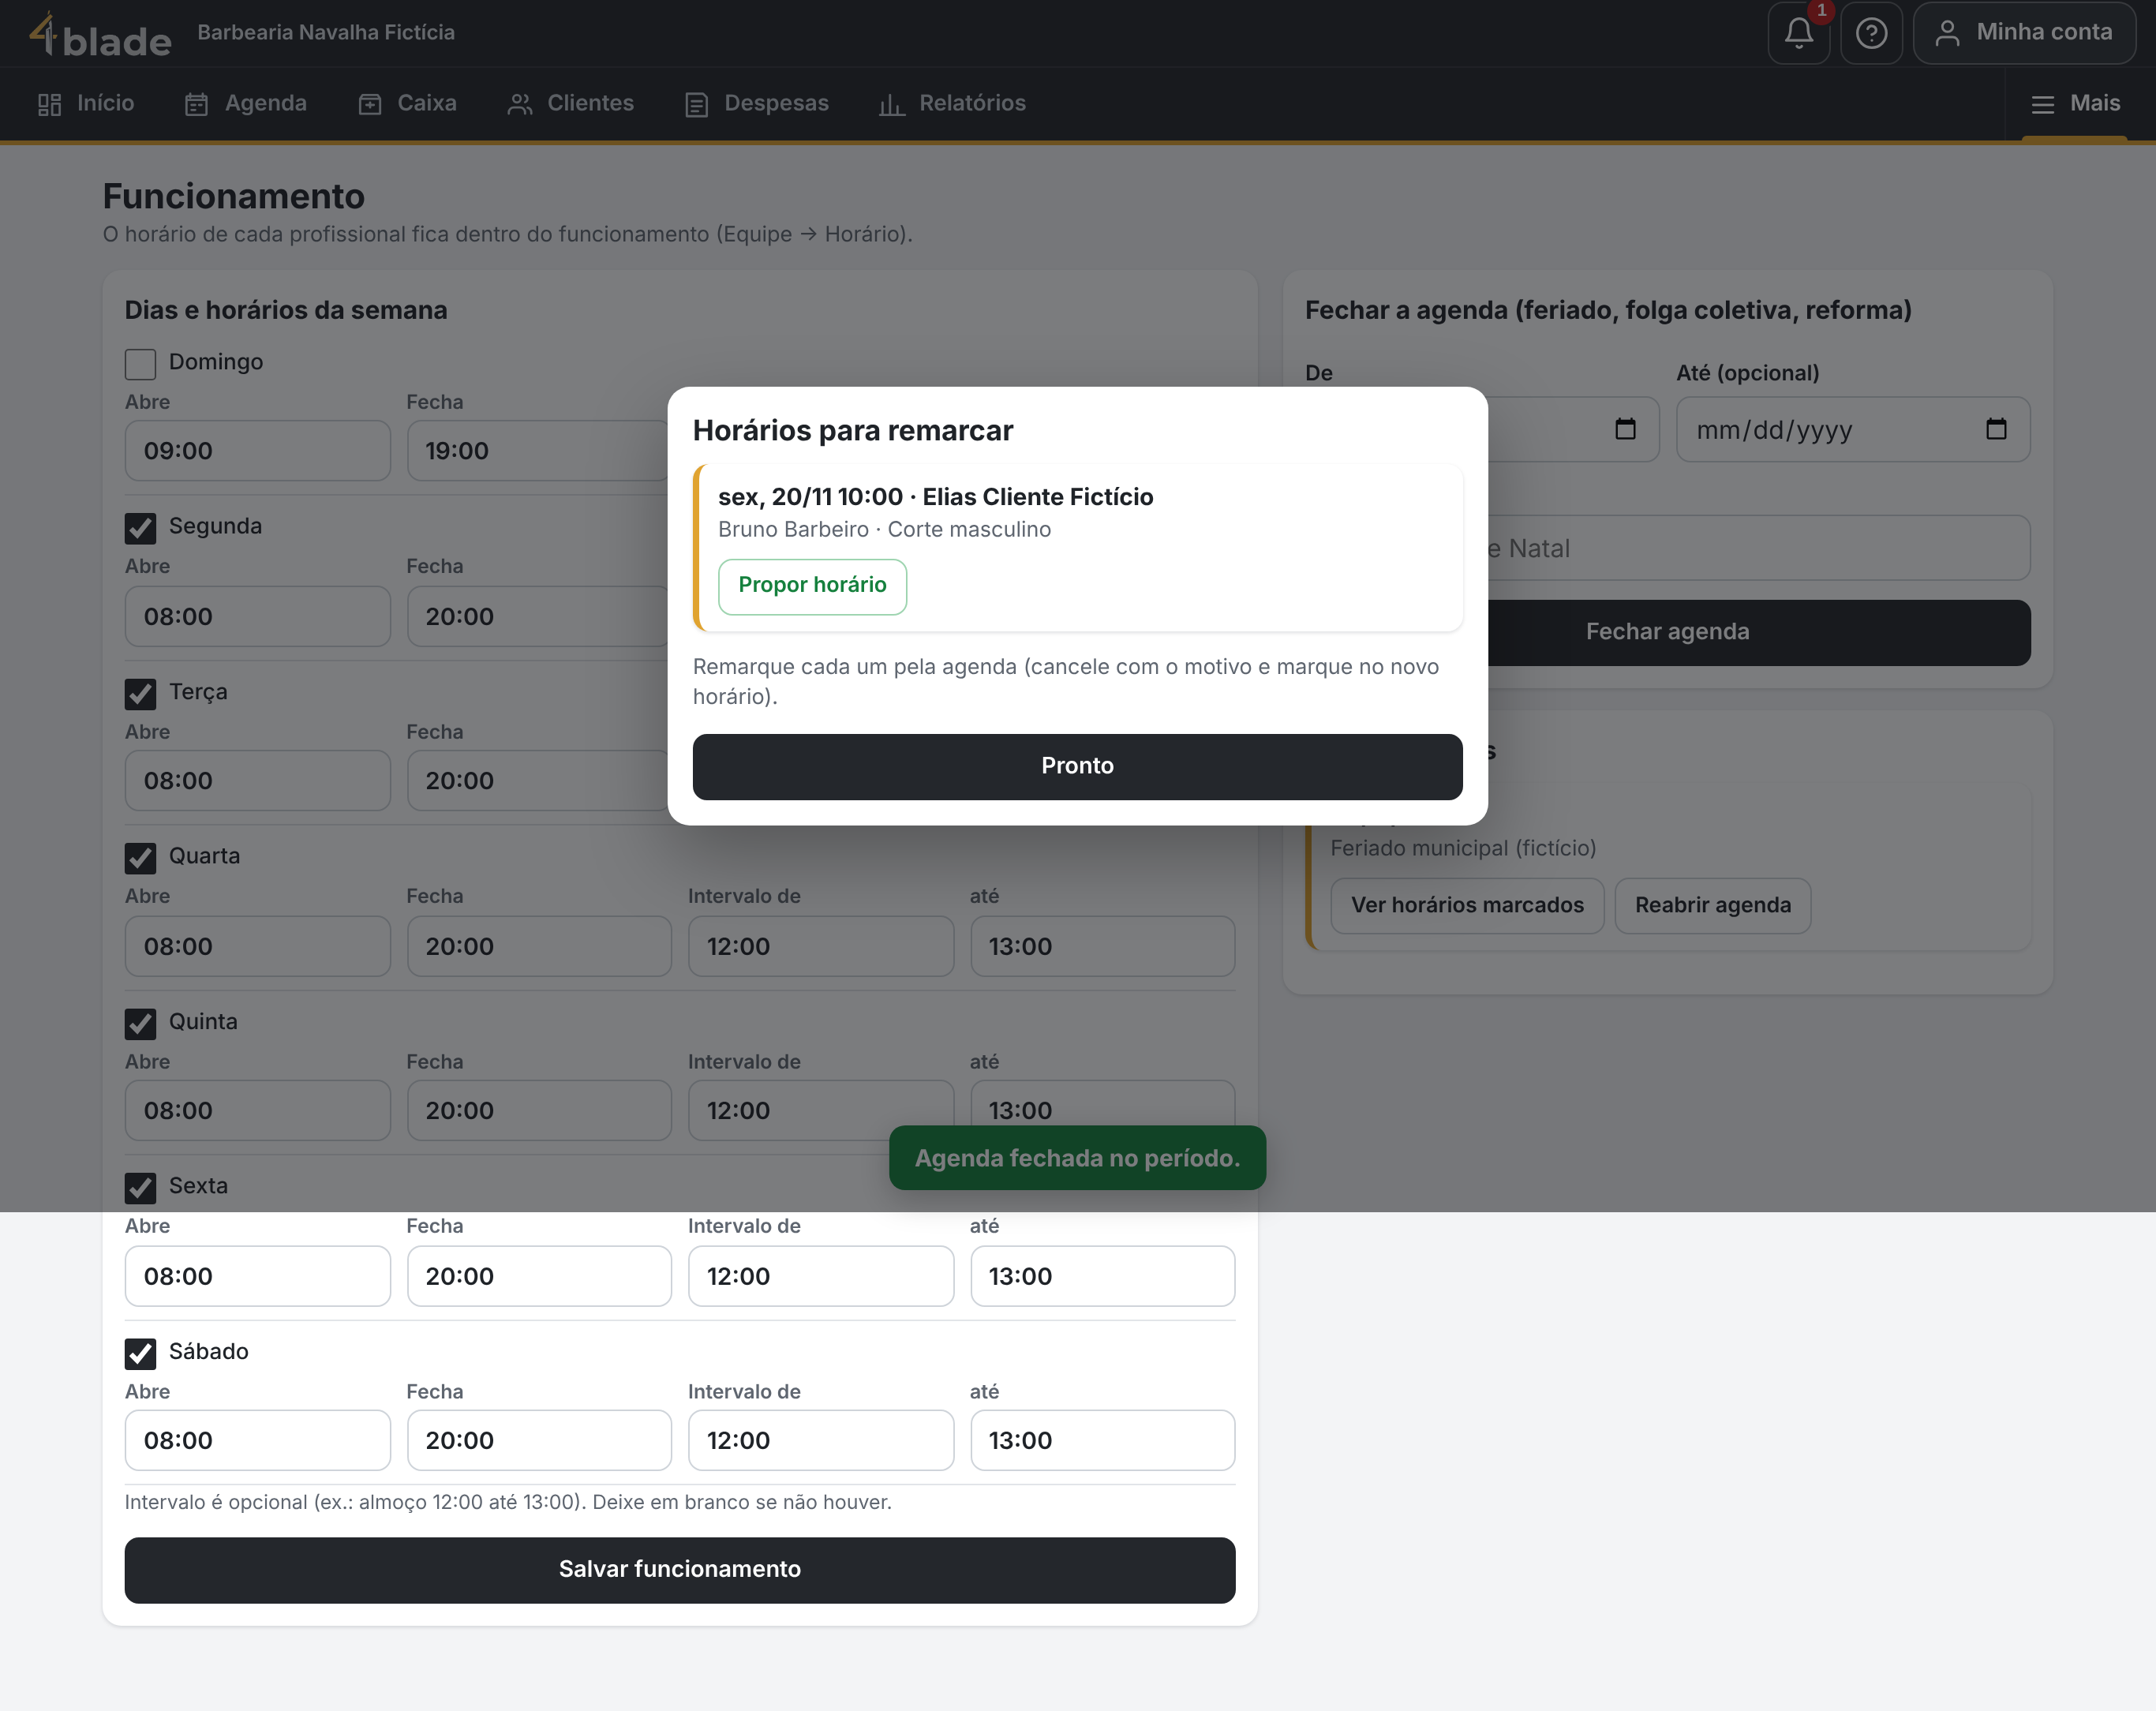 4blade
Barbearia Navalha Fictícia
1
Minha conta
Início
Agenda
Caixa
Clientes
Despesas
Relatórios
Mais
Funcionamento
O horário de cada profissional fica dentro do funcionamento (Equipe → Horário).
Dias e horários da semana
Domingo
Abre Fecha
09:00 19:00
Segunda
Abre Fecha
08:00 20:00
Terça
Abre Fecha
08:00 20:00
Quarta
Abre Fecha Intervalo de até
08:00 20:00 12:00 13:00
Quinta
Abre Fecha Intervalo de até
08:00 20:00 12:00 13:00
Sexta
Abre Fecha Intervalo de até
08:00 20:00 12:00 13:00
Sábado
Abre Fecha Intervalo de até
08:00 20:00 12:00 13:00
Intervalo é opcional (ex.: almoço 12:00 até 13:00). Deixe em branco se não houver.
Salvar funcionamento
Fechar a agenda (feriado, folga coletiva, reforma)
De Até (opcional)
mm/dd/yyyy
Natal
Fechar agenda
Feriado municipal (fictício)
Ver horários marcados
Reabrir agenda
Horários para remarcar
sex, 20/11 10:00 · Elias Cliente Fictício
Bruno Barbeiro · Corte masculino
Propor horário
Remarque cada um pela agenda (cancele com o motivo e marque no novo
horário).
Pronto
Agenda fechada no período.